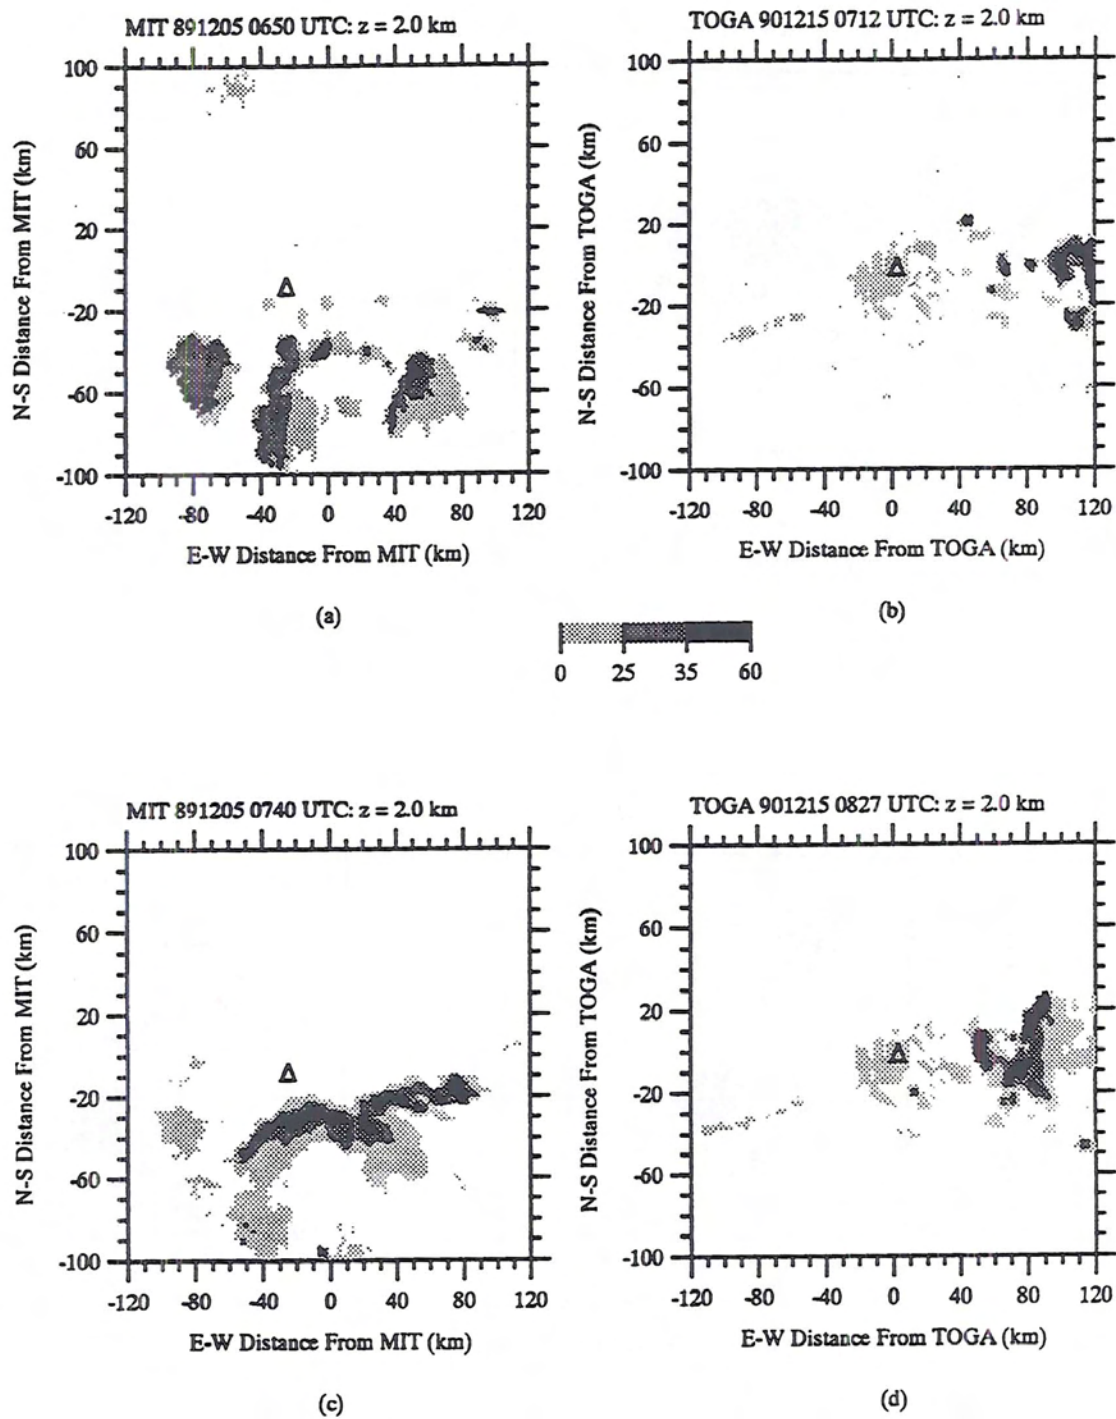 MIT 891205 0650 UTC: z = 2.0 km
100
60
20
-20
-60
-100
N-S Distance From MIT (km)
Δ
-120 -80 -40 0 40 80 120
E-W Distance From MIT (km)
(a)
TOGA 901215 0712 UTC: z = 2.0 km
100
60
20
-20
-60
-100
N-S Distance From TOGA (km)
Δ
-120 -80 -40 0 40 80 120
E-W Distance From TOGA (km)
(b)
0 25 35 60
MIT 891205 0740 UTC: z = 2.0 km
100
60
20
-20
-60
-100
N-S Distance From MIT (km)
Δ
-120 -80 -40 0 40 80 120
E-W Distance From MIT (km)
(c)
TOGA 901215 0827 UTC: z = 2.0 km
100
60
20
-20
-60
-100
N-S Distance From TOGA (km)
Δ
-120 -80 -40 0 40 80 120
E-W Distance From TOGA (km)
(d)